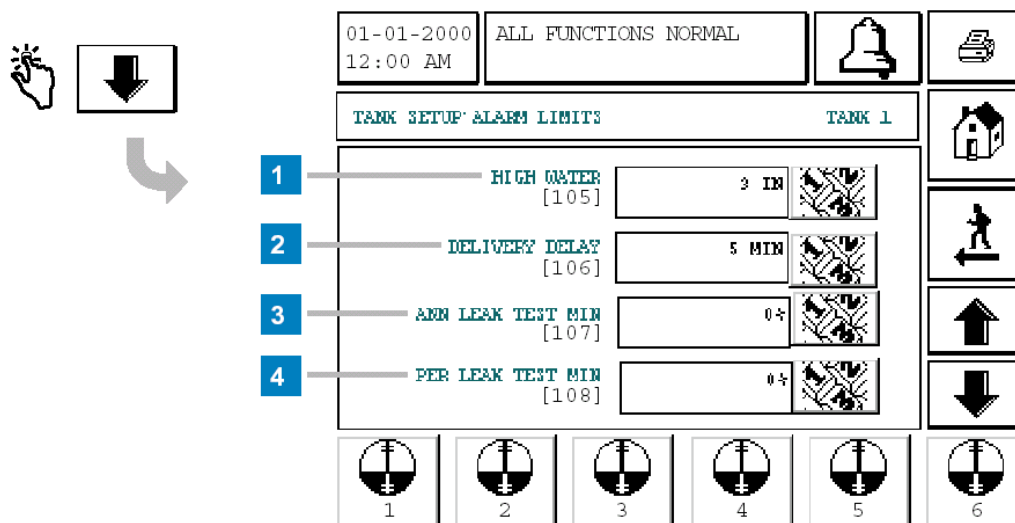 01-01-2000
12:00 AM
ALL FUNCTIONS NORMAL
TANK SETUP: ALARM LIMITS TANK 1
1
HIGH WATER
[105]
3 IN
2
DELIVERY DELAY
[106]
5 MIN
3
ANN LEAK TEST MIN
[107]
0%
4
PER LEAK TEST MIN
[108]
0%
1 2 3 4 5 6